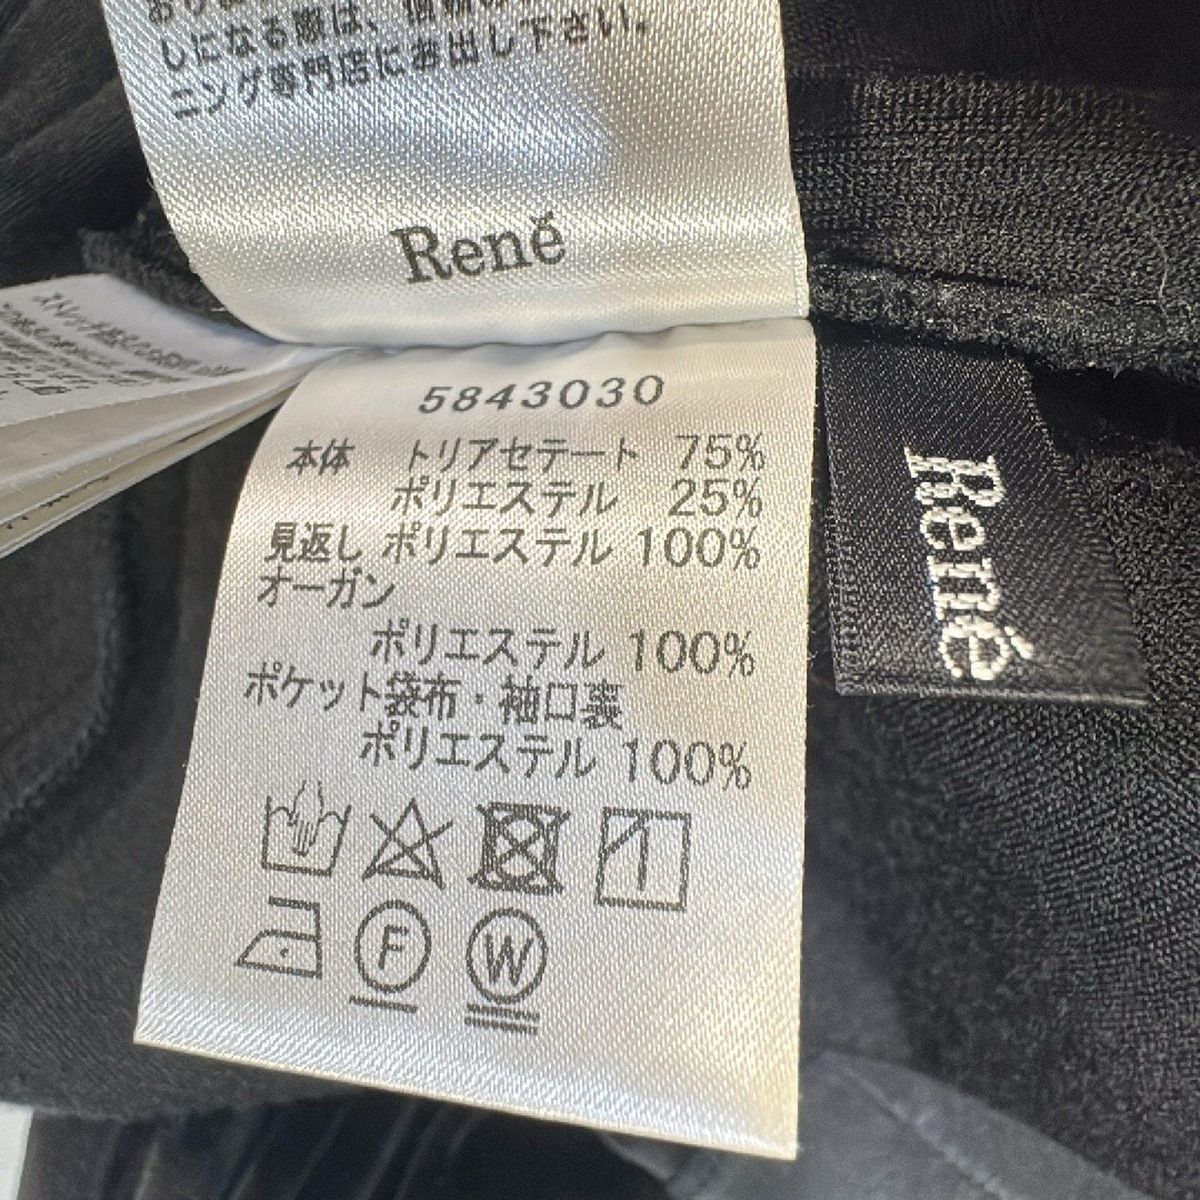 しになる際は、
ニング専門店にお出し下さい。
René
5843030
本体 トリアセテート 75%
ポリエステル 25%
見返し ポリエステル 100%
オーガン
ポリエステル 100%
ポケット袋布・袖口裏
ポリエステル 100%
F W
René